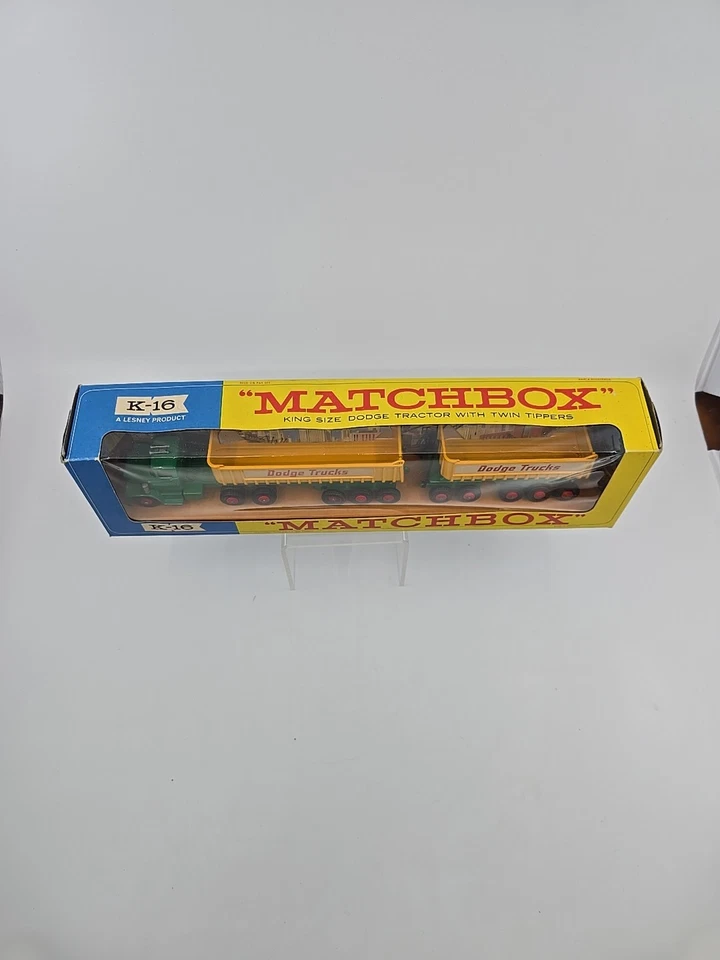 K-16
A LESNEY PRODUCT
"MATCHBOX"
KING SIZE DODGE TRACTOR WITH TWIN TIPPERS
Dodge Trucks
Dodge Trucks
K-16
"MATCHBOX"